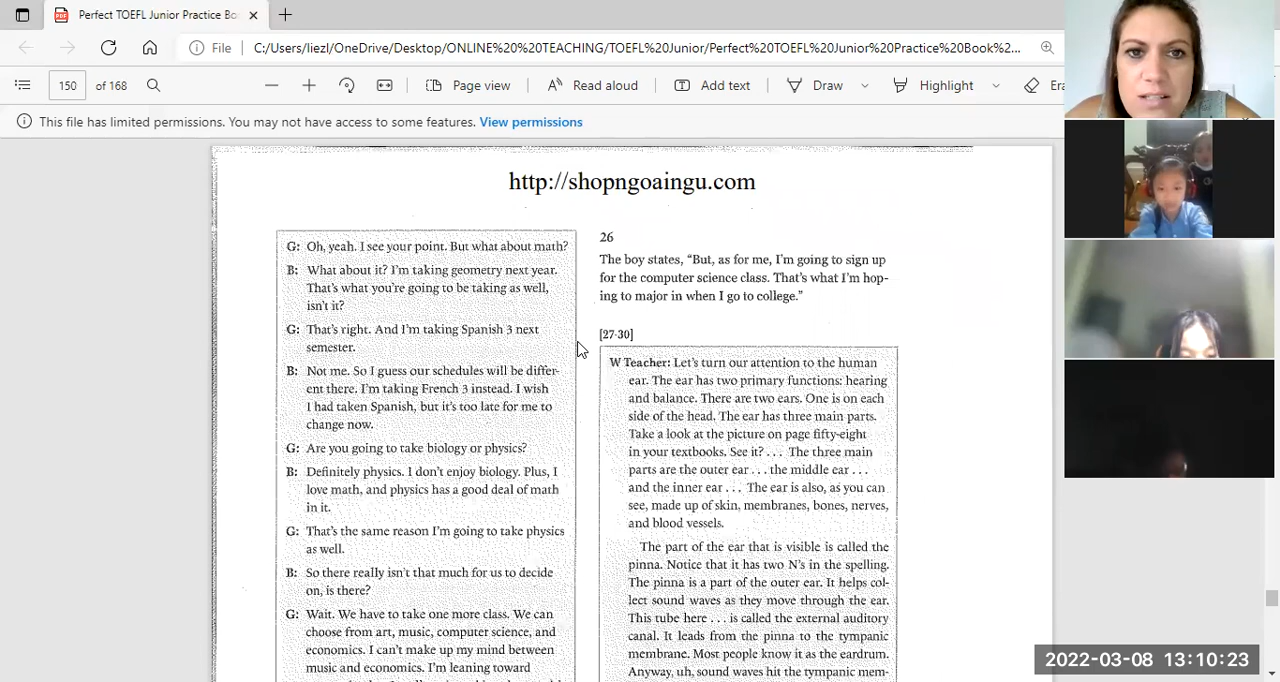 Perfect TOEFL Junior Practice Bo
File
C:/Users/liezl/OneDrive/Desktop/ONLINE%20%20TEACHING/TOEFL%20Junior/Perfect%20TOEFL%20Junior%20Practice%20Book%2...
150 of 168
Page view
Read aloud
Add text
Draw
Highlight
Era
This file has limited permissions. You may not have access to some features. View permissions
http://shopngoaingu.com
G: Oh, yeah. I see your point. But what about math?
B: What about it? I'm taking geometry next year.
That's what you're going to be taking as well,
isn't it?
G: That's right. And I'm taking Spanish 3 next
semester.
B: Not me. So I guess our schedules will be differ-
ent there. I'm taking French 3 instead. I wish
I had taken Spanish, but it's too late for me to
change now.
G: Are you going to take biology or physics?
B: Definitely physics. I don't enjoy biology. Plus, I
love math, and physics has a good deal of math
in it.
G: That's the same reason I'm going to take physics
as well.
B: So there really isn't that much for us to decide
on, is there?
G: Wait. We have to take one more class. We can
choose from art, music, computer science, and
economics. I can't make up my mind between
music and economics. I'm leaning toward
26
The boy states, "But, as for me, I'm going to sign up
for the computer science class. That's what I'm hop-
ing to major in when I go to college."
[27-30]
W Teacher: Let's turn our attention to the human
ear. The ear has two primary functions: hearing
and balance. There are two ears. One is on each
side of the head. The ear has three main parts.
Take a look at the picture on page fifty-eight
in your textbooks. See it? . . . The three main
parts are the outer ear . . . the middle ear . . .
and the inner ear . . . The ear is also, as you can
see, made up of skin, membranes, bones, nerves,
and blood vessels.
The part of the ear that is visible is called the
pinna. Notice that it has two N's in the spelling.
The pinna is a part of the outer ear. It helps col-
lect sound waves as they move through the ear.
This tube here . . . is called the external auditory
canal. It leads from the pinna to the tympanic
membrane. Most people know it as the eardrum.
Anyway, uh, sound waves hit the tympanic mem-
2022-03-08 13:10:23